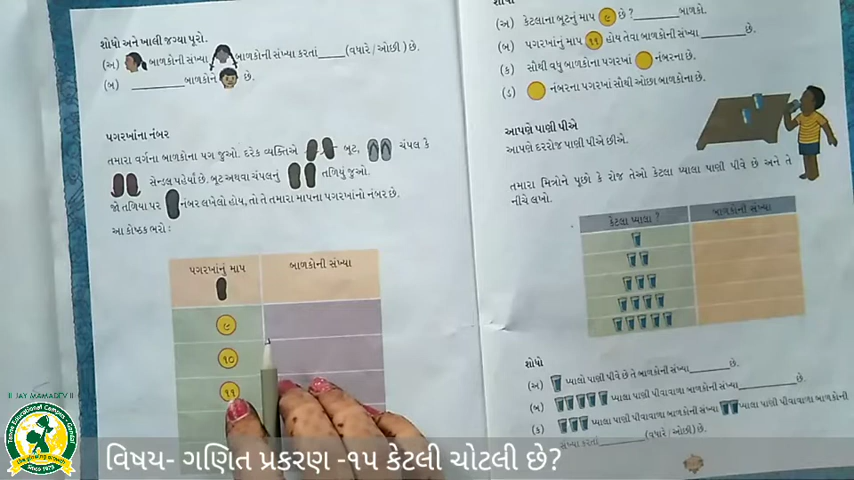 શોધો અને ખાલી જગ્યા પૂરો.
(અ) બાળકોની સંખ્યા બાળકોની સંખ્યા કરતાં ____ (વધારે / ઓછી ) છે.
(બ) ________ બાળકોને છે.
પગરખાંના નંબર
તમારા વર્ગના બાળકોના પગ જુઓ. દરેક વ્યક્તિએ બૂટ, ચંપલ કે
સેન્ડલ પહેર્યાં છે. બૂટ અથવા ચંપલનું તળિયું જુઓ.
જો તળિયા પર નંબર લખેલો હોય, તો તે તમારા માપના પગરખાંનો નંબર છે.
આ કોષ્ટક ભરો :
પગરખાંનું માપ બાળકોની સંખ્યા
૯
૧૦
૧૧
શોધો
(અ) કેટલાના બૂટનું માપ ૯ છે ? ________ બાળકો.
(બ) પગરખાંનું માપ ૧૧ હોય તેવા બાળકોની સંખ્યા ________ છે.
(ક) સૌથી વધુ બાળકોના પગરખાં નંબરના છે.
(ડ) નંબરના પગરખાં સૌથી ઓછા બાળકોના છે.
આપણે પાણી પીએ
આપણે દરરોજ પાણી પીએ છીએ.
તમારા મિત્રોને પૂછો કે રોજ તેઓ કેટલા પ્યાલા પાણી પીવે છે અને તે
નીચે લખો.
કેટલા પ્યાલા ? બાળકોની સંખ્યા
શોધો
(અ) પ્યાલો પાણી પીવે છે તે બાળકોની સંખ્યા ________ છે.
(બ) પ્યાલા પાણી પીવાવાળા બાળકોની સંખ્યા ________ છે.
(ક) પ્યાલા પાણી પીવાવાળા બાળકોની સંખ્યા પ્યાલા પાણી પીવાવાળા બાળકોની
સંખ્યા કરતાં ________ (વધારે / ઓછી) છે.
|| JAY MAMADEV ||
Since 1979
વિષય- ગણિત પ્રકરણ -૧૫ કેટલી ચોટલી છે?